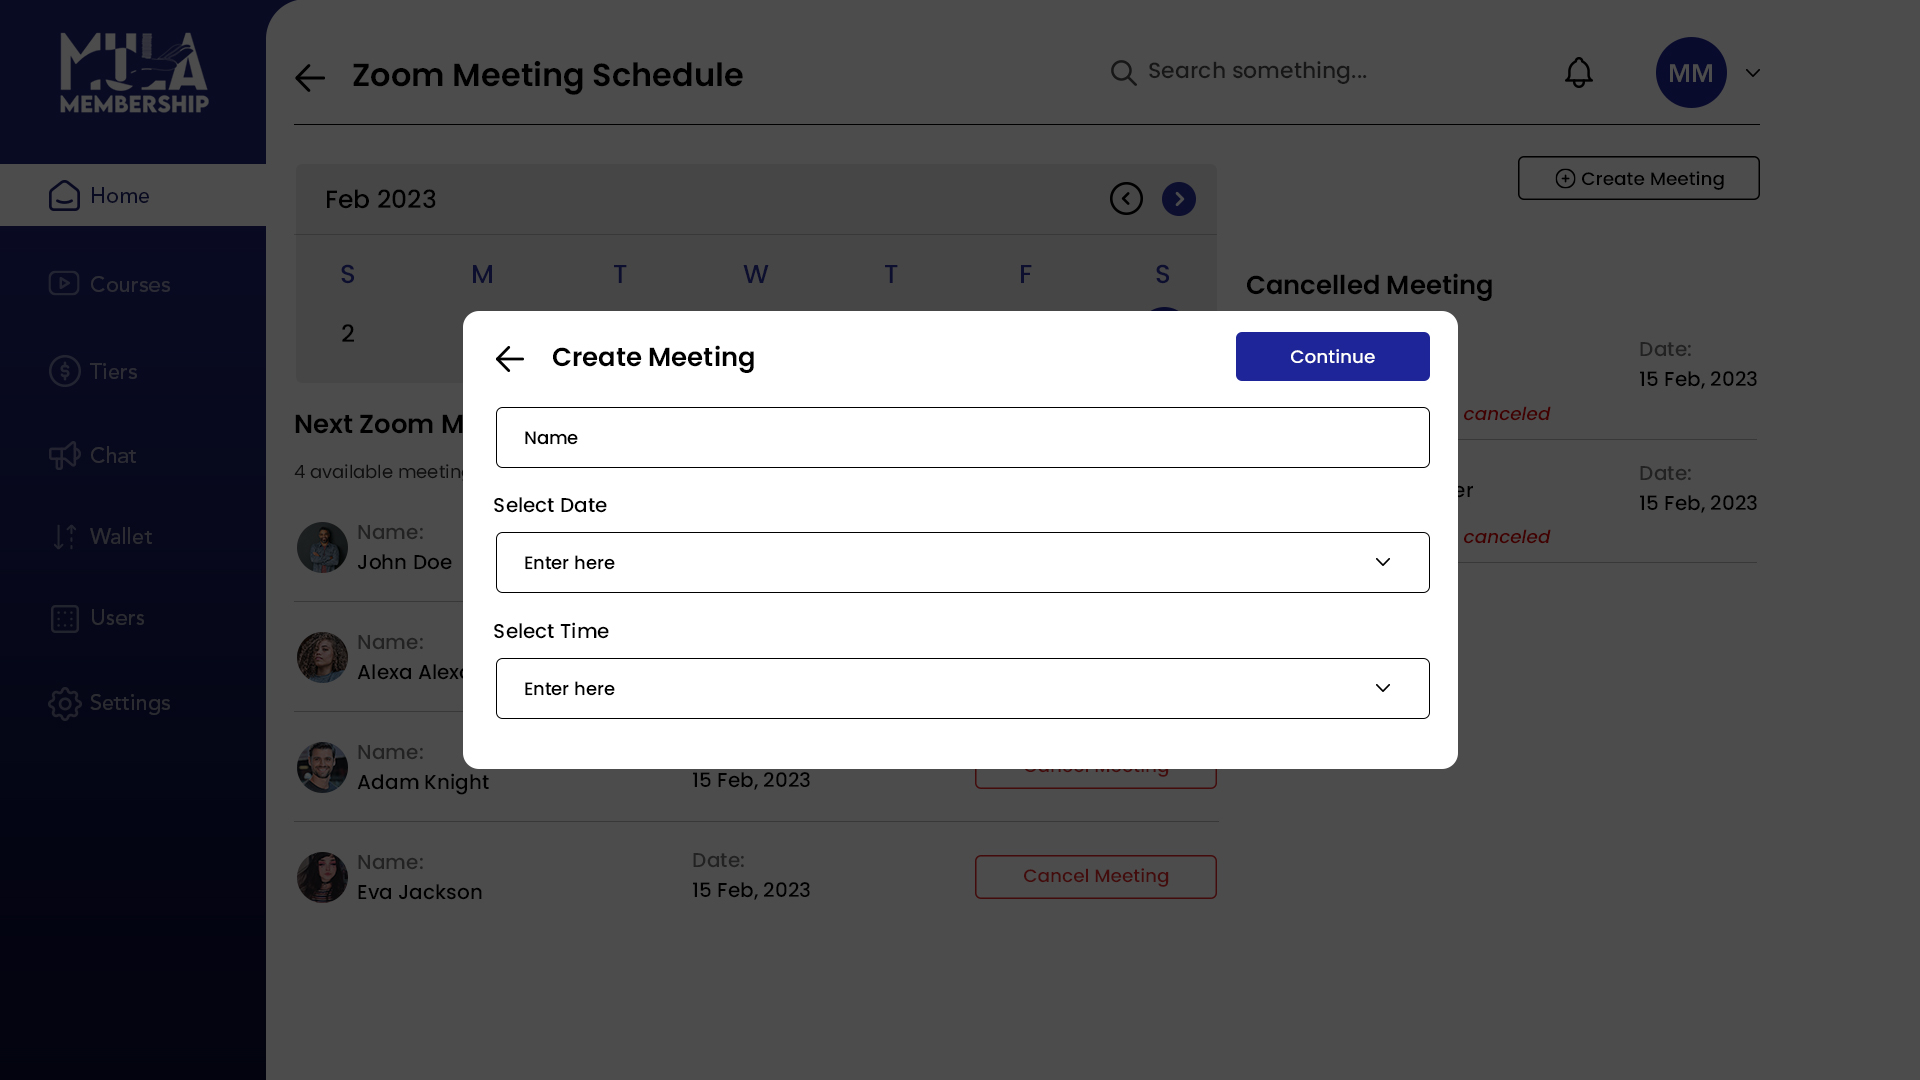 MULA
MEMBERSHIP
Zoom Meeting Schedule
Search something...
MM
Home
Courses
Tiers
Chat
Wallet
Users
Settings
Feb 2023
S M T W T F S
2
Create Meeting
Cancelled Meeting
Date:
15 Feb, 2023
canceled
Date:
15 Feb, 2023
canceled
Create Meeting
Continue
Name
Select Date
Enter here
Select Time
Enter here
Next Zoom
4 available
Name:
John Doe
Name:
Alexa
Name:
Adam Knight
15 Feb, 2023
Cancel Meeting
Name:
Eva Jackson
Date:
15 Feb, 2023
Cancel Meeting